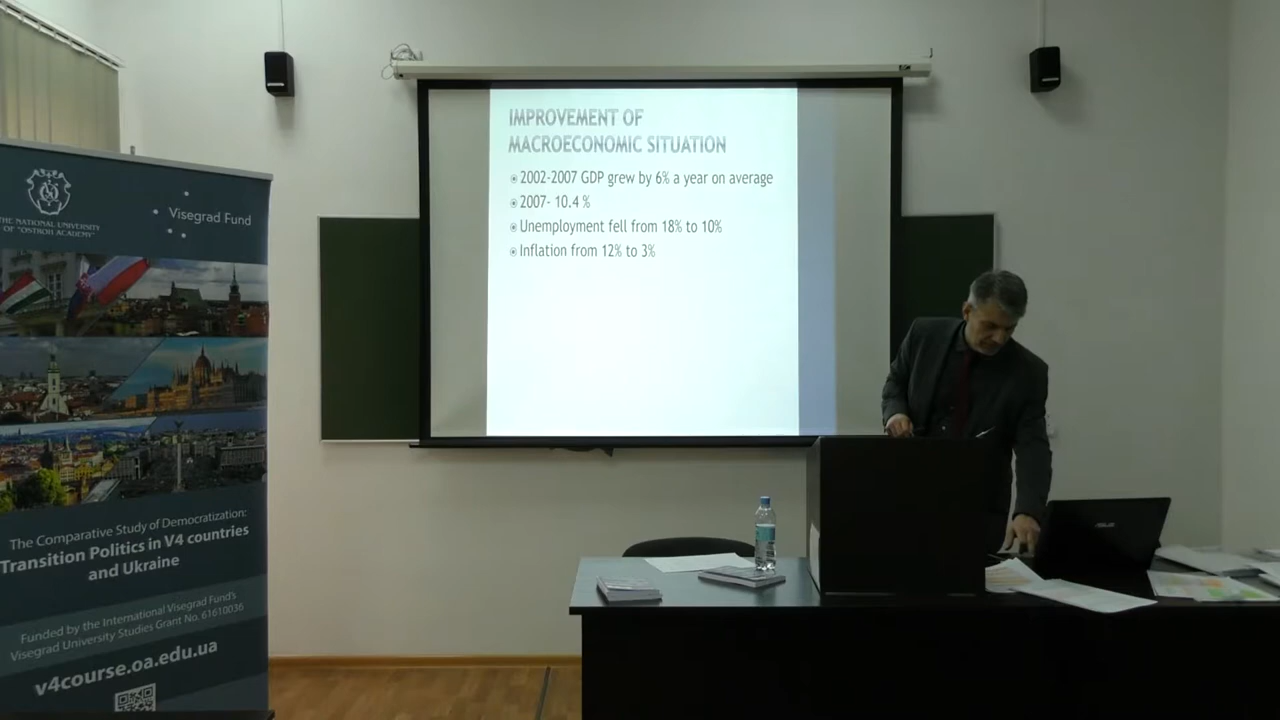 IMPROVEMENT OF
MACROECONOMIC SITUATION
2002-2007 GDP grew by 6% a year on average
2007- 10.4 %
Unemployment fell from 18% to 10%
Inflation from 12% to 3%
THE NATIONAL UNIVERSITY
OF "OSTROH ACADEMY"
Visegrad Fund
The Comparative Study of Democratization:
Transition Politics in V4 countries
and Ukraine
Funded by the International Visegrad Fund's
Visegrad University Studies Grant No. 61610036
v4course.oa.edu.ua
ASUS